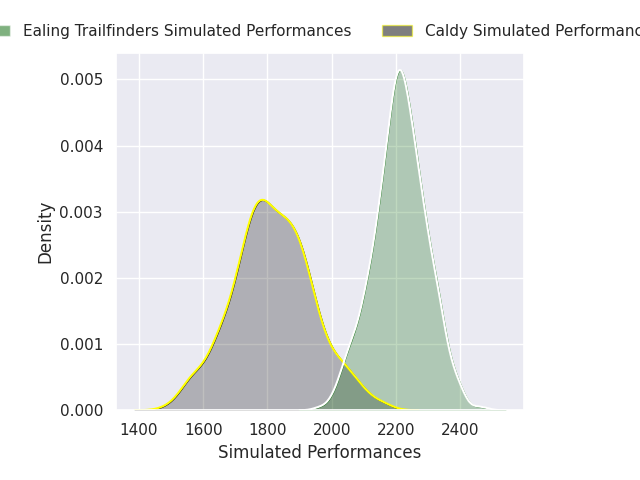 Ealing Trailfinders Simulated Performances Caldy Simulated
0.005
0.004
0.003
0.002
0.001
0.000
Density
1400 1600 1800 2000 2200 2400
Simulated Performances